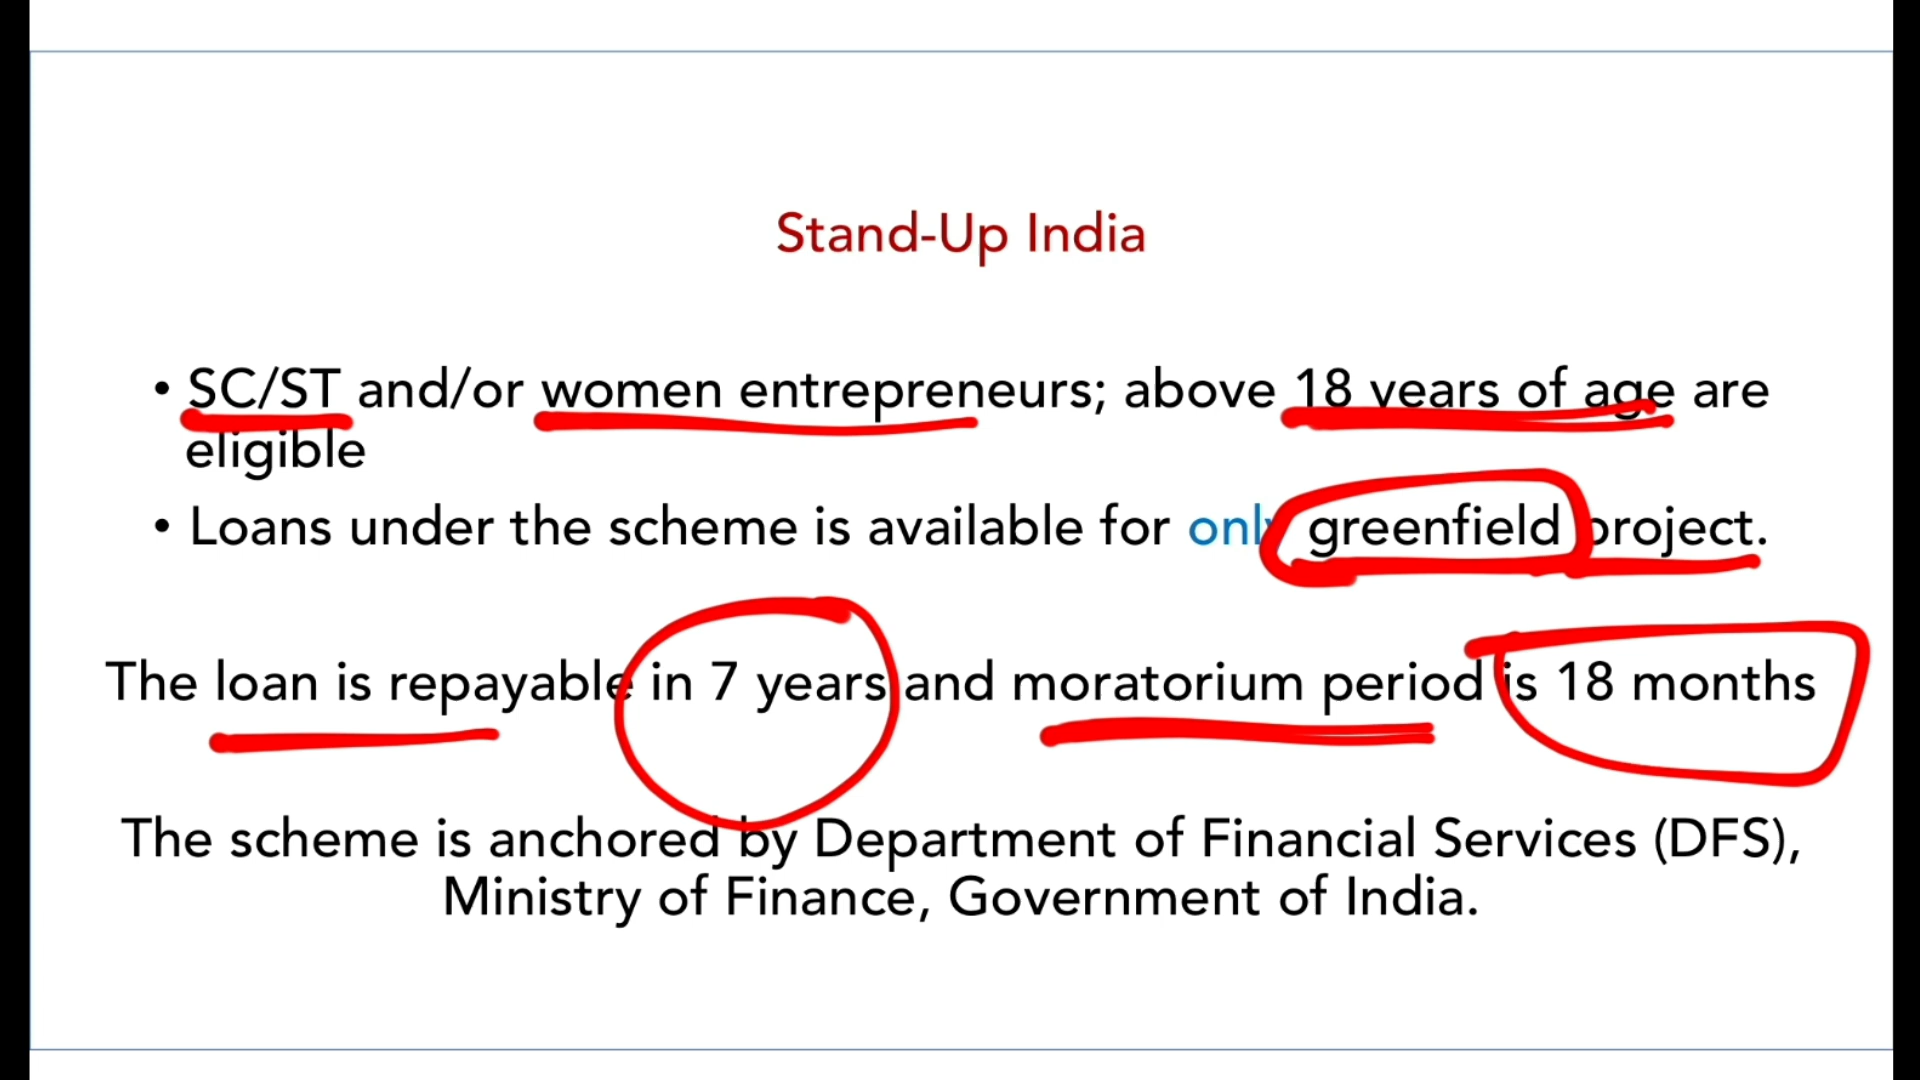 Stand-Up India
• SC/ST and/or women entrepreneurs; above 18 years of age are
eligible
• Loans under the scheme is available for only greenfield project.
The loan is repayable in 7 years and moratorium period is 18 months
The scheme is anchored by Department of Financial Services (DFS),
Ministry of Finance, Government of India.